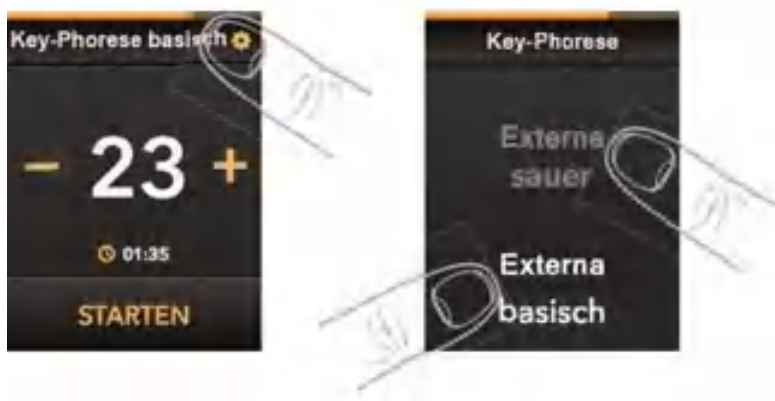 Key-Phorese basisch
- 23 +
01:35
STARTEN
Key-Phorese
Externa
sauer
Externa
basisch